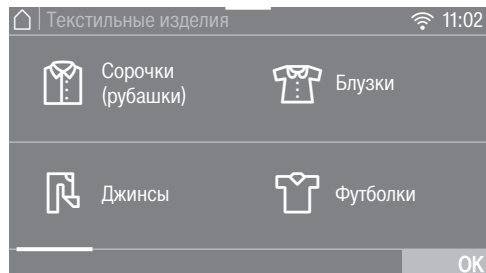 Текстильные изделия 11:02
Сорочки
(рубашки)
Блузки
Джинсы
Футболки
OK